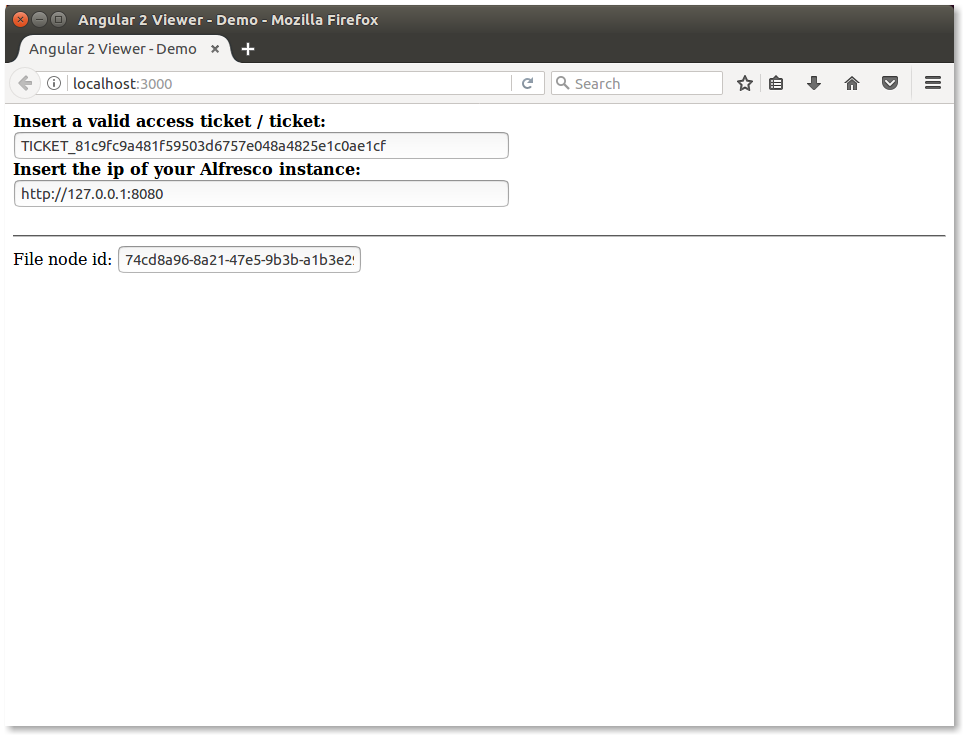 Angular 2 Viewer - Demo - Mozilla Firefox
Angular 2 Viewer - Demo
localhost:3000
Search
Insert a valid access ticket / ticket:
TICKET_81c9fc9a481f59503d6757e048a4825e1c0ae1cf
Insert the ip of your Alfresco instance:
http://127.0.0.1:8080
File node id: 74cd8a96-8a21-47e5-9b3b-a1b3e29